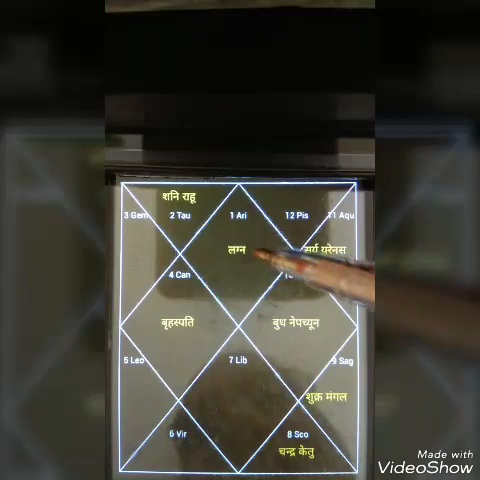 शनि राहू
3 Gem 2 Tau 1 Ari 12 Pis 11 Aqu
लग्न सूर्य यूरेनस
4 Can
बृहस्पति बुध नेपच्यून
5 Leo 7 Lib 9 Sag
शुक्र मंगल
6 Vir 8 Sco
चन्द्र केतु
Made with
VideoShow